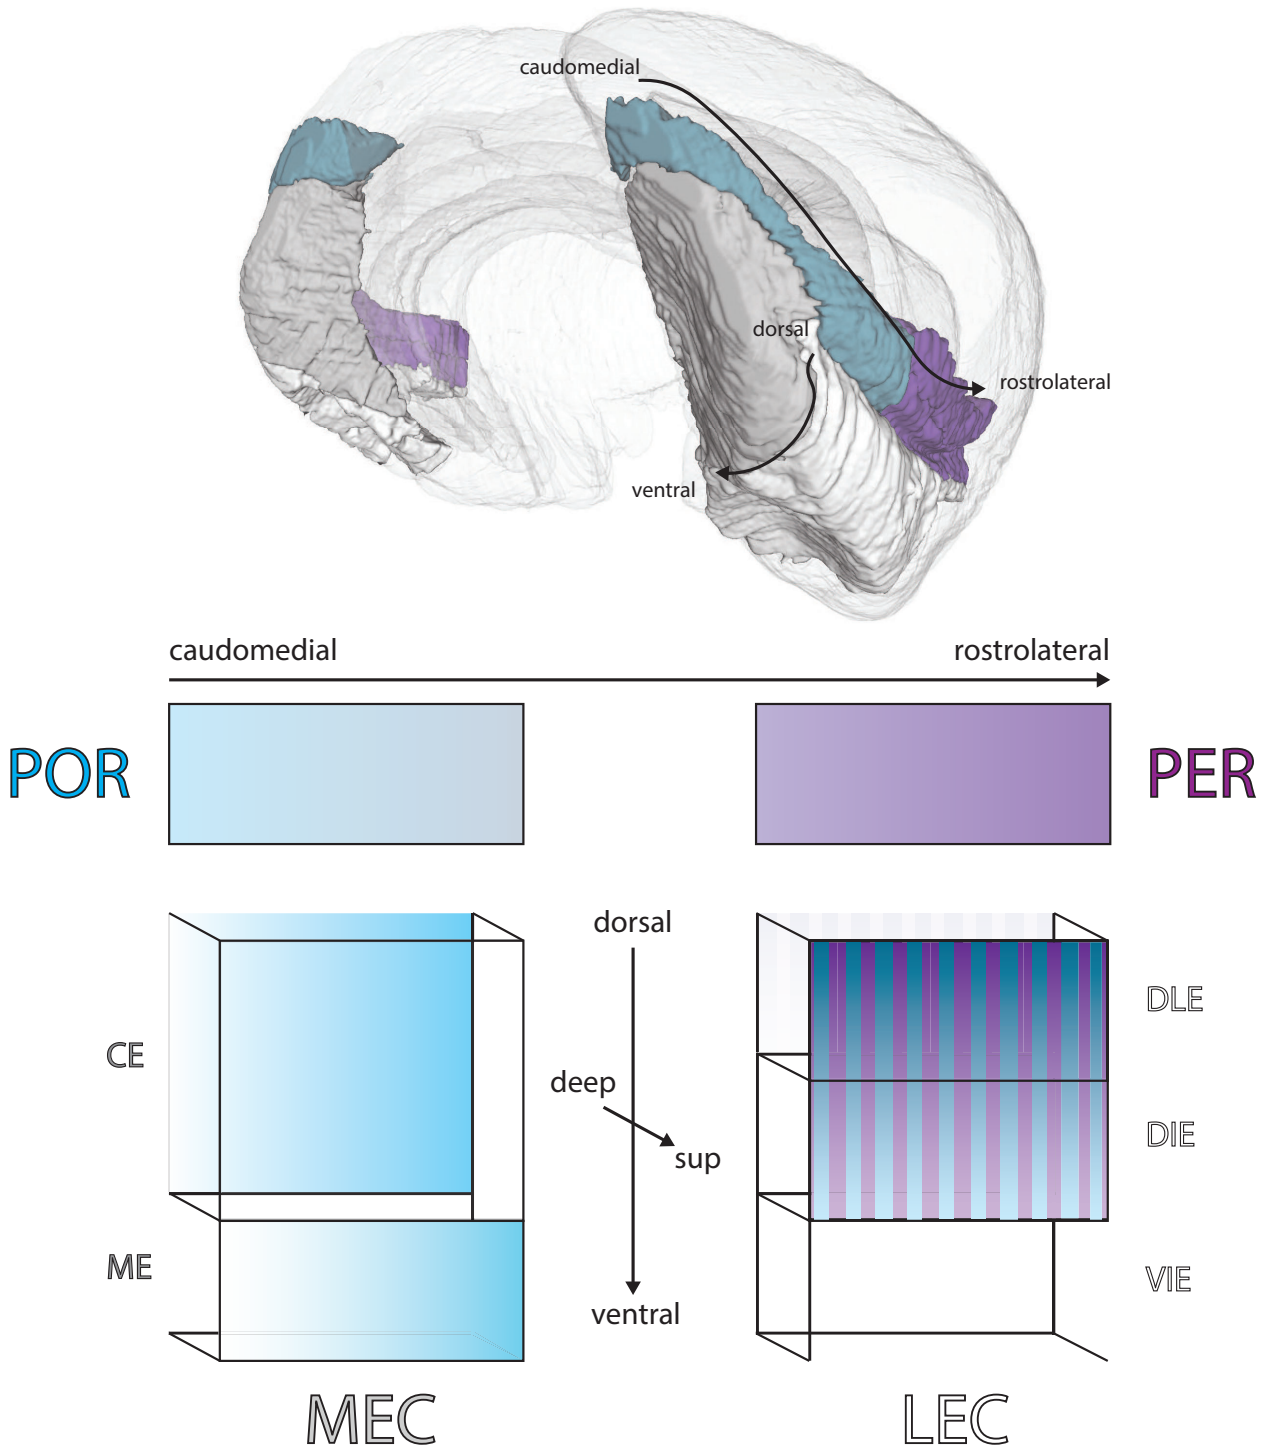 caudomedial
dorsal
rostrolateral
ventral
caudomedial
rostrolateral
POR
PER
dorsal
DLE
CE
deep
DIE
sup
ME
VIE
ventral
MEC
LEC